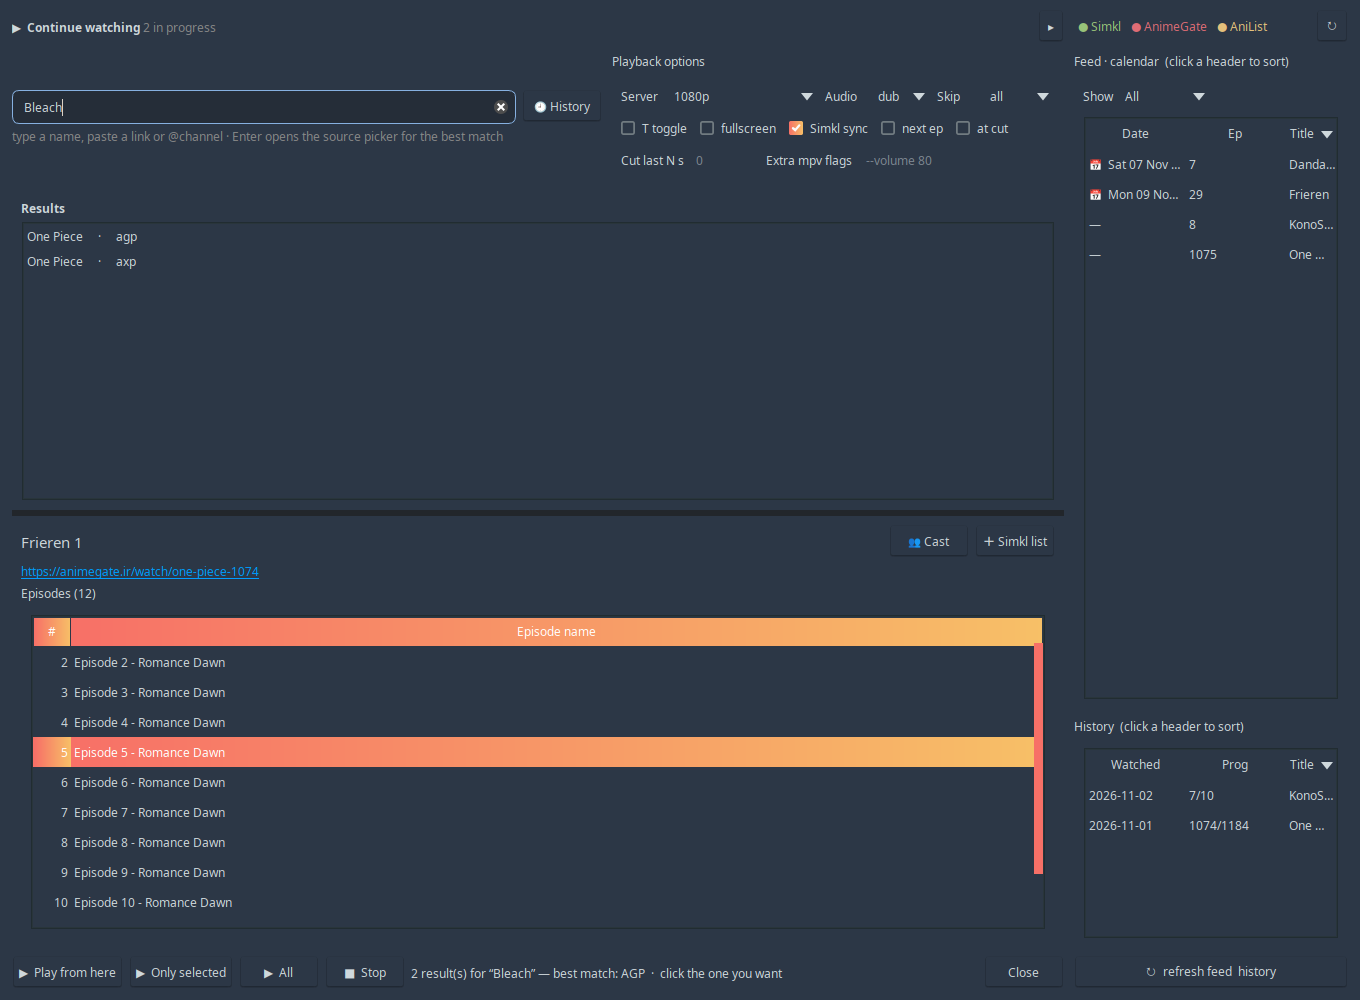 ▶ Continue watching 2 in progress
▸
● Simkl ● AnimeGate ● AniList ↻
Playback options
Feed · calendar (click a header to sort)
Bleach
🕘 History
Server 1080p Audio dub Skip all
Show All
type a name, paste a link or @channel · Enter opens the source picker for the best match
T toggle fullscreen Simkl sync next ep at cut
Cut last N s 0 Extra mpv flags --volume 80
Date Ep Title
📅 Sat 07 Nov ... 7 Danda...
📅 Mon 09 No... 29 Frieren
— 8 KonoS...
— 1075 One ...
Results
One Piece · agp
One Piece · axp
Frieren 1
👥 Cast
+ Simkl list
https://animegate.ir/watch/one-piece-1074
Episodes (12)
# Episode name
2 Episode 2 - Romance Dawn
3 Episode 3 - Romance Dawn
4 Episode 4 - Romance Dawn
5 Episode 5 - Romance Dawn
6 Episode 6 - Romance Dawn
7 Episode 7 - Romance Dawn
8 Episode 8 - Romance Dawn
9 Episode 9 - Romance Dawn
10 Episode 10 - Romance Dawn
History (click a header to sort)
Watched Prog Title
2026-11-02 7/10 KonoS...
2026-11-01 1074/1184 One ...
▶ Play from here ▶ Only selected ▶ All ■ Stop 2 result(s) for “Bleach” — best match: AGP · click the one you want Close
↻ refresh feed history